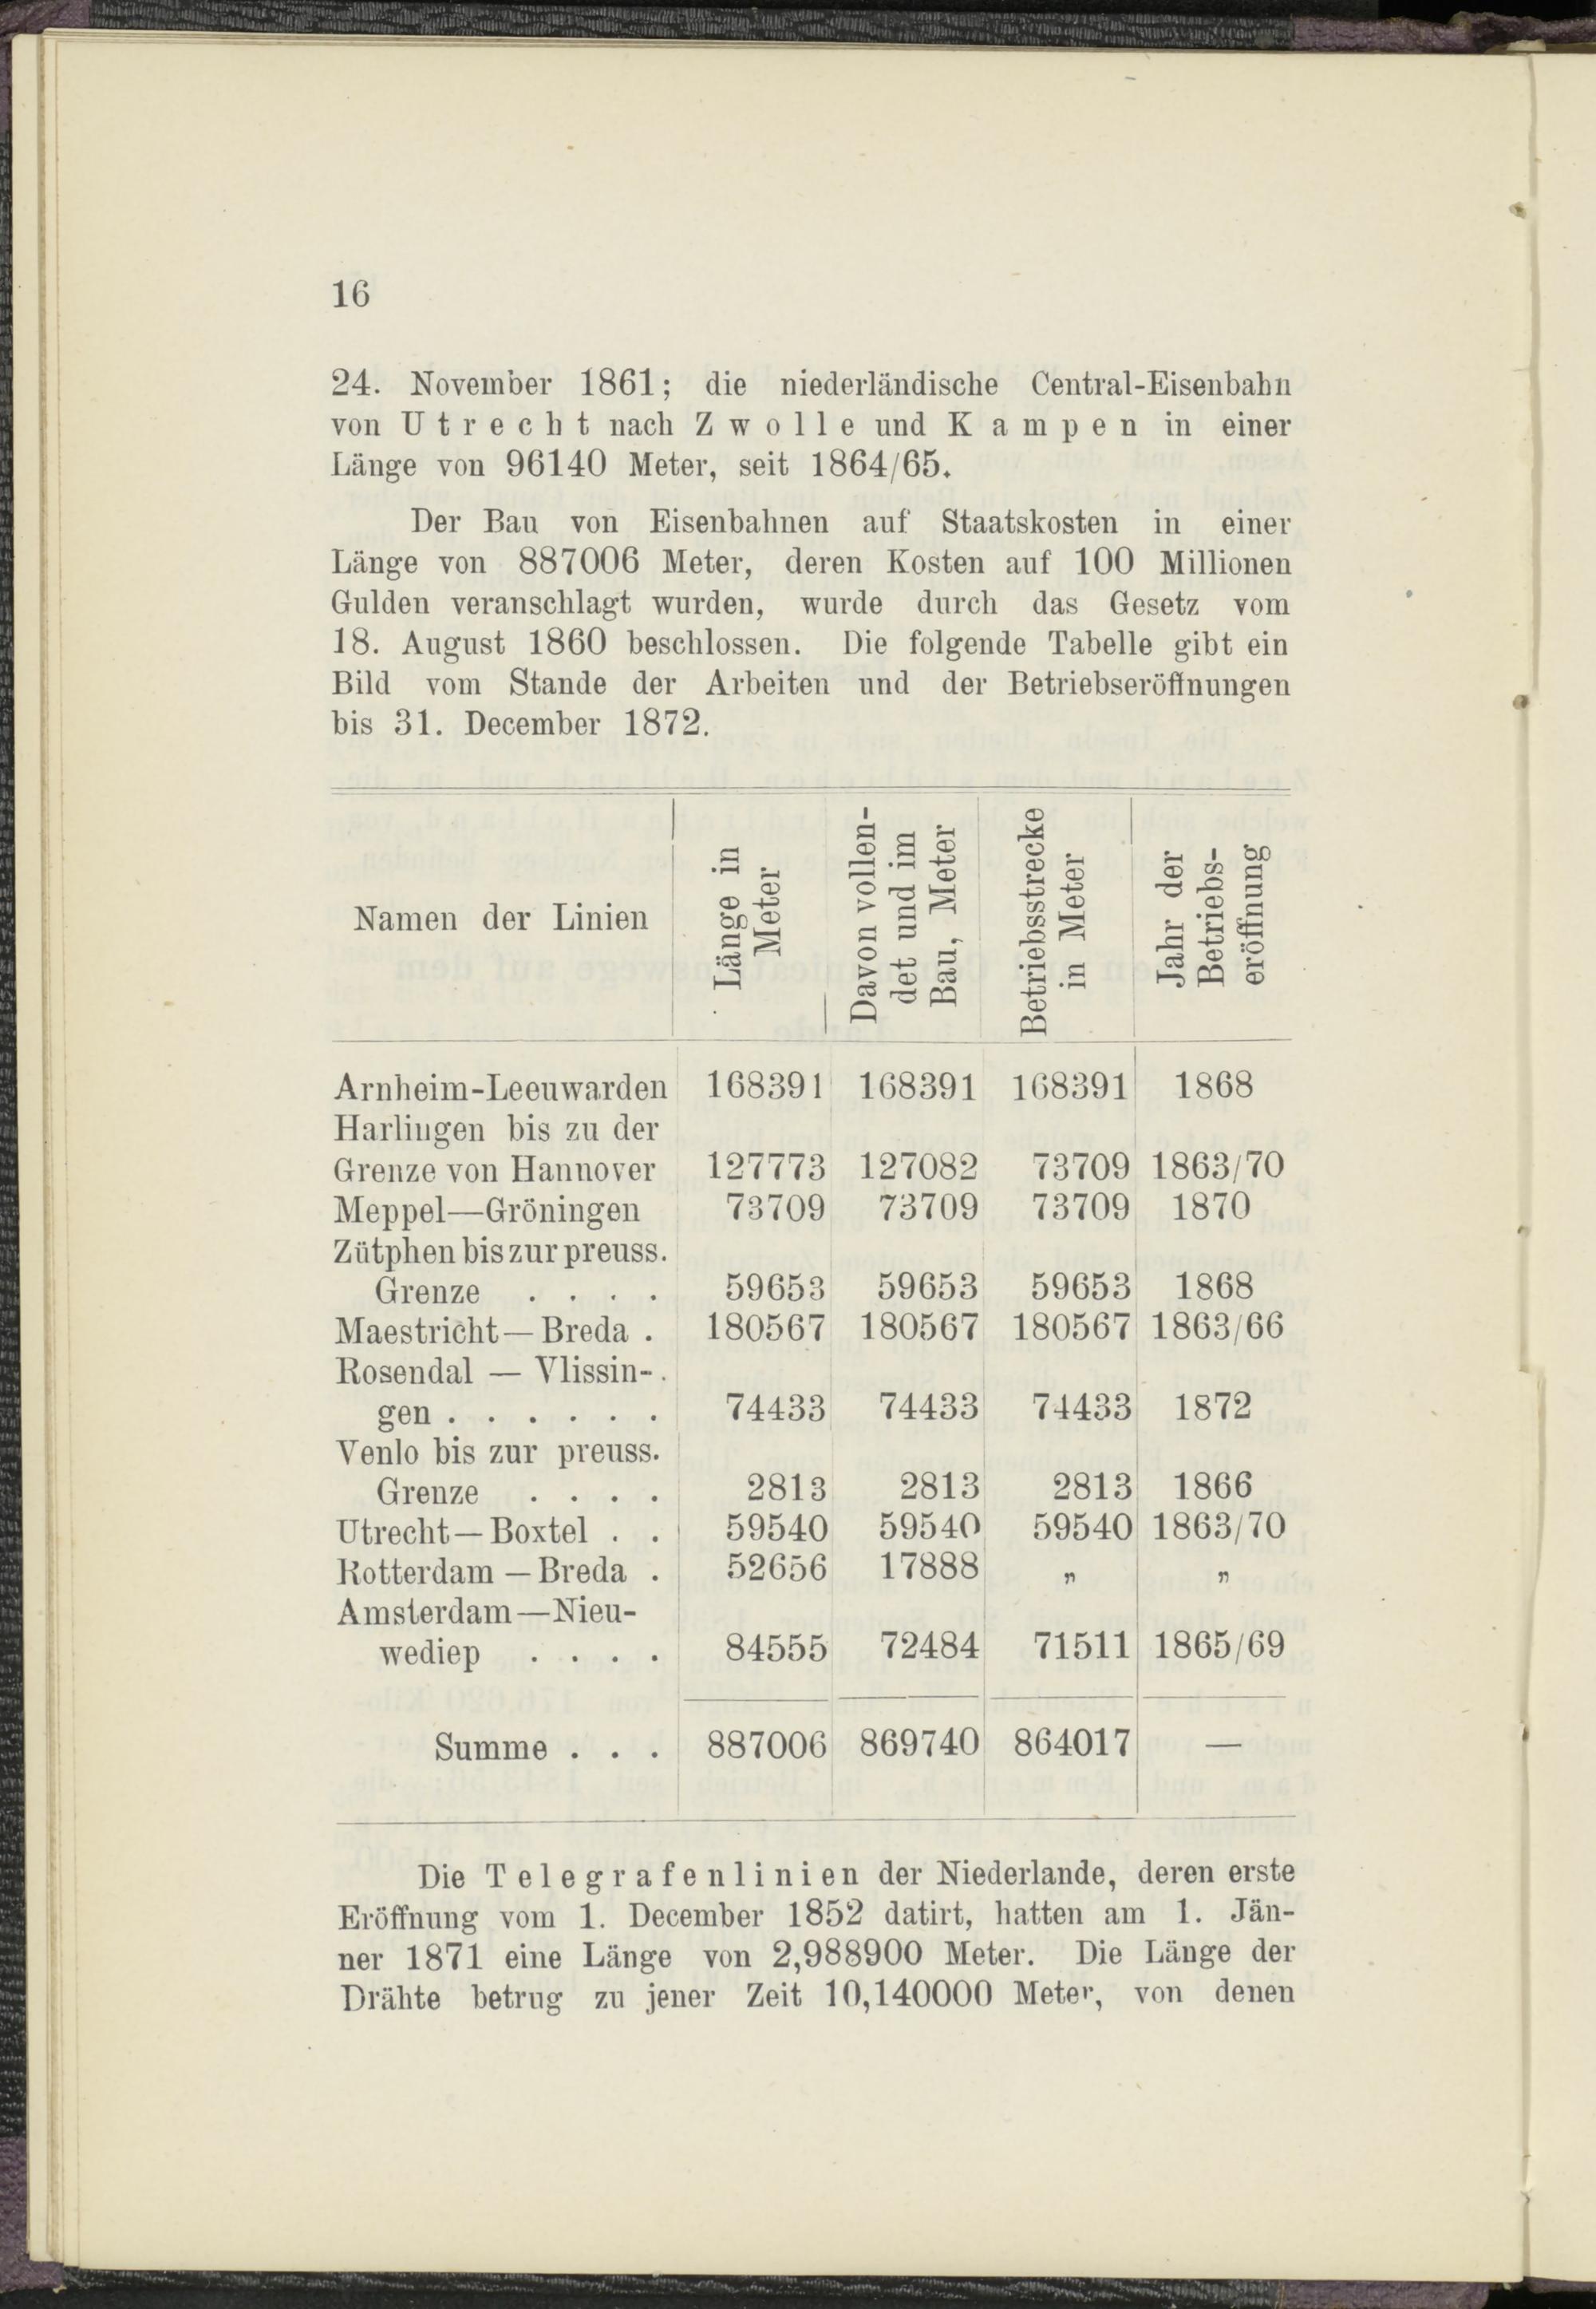 16
24. November 1861; die niederländische Central-Eisenbahn
von Utrecht nach Zwolle und Kampen in einer
Länge von 96140 Meter, seit 1864/65.
Der Bau von Eisenbahnen auf Staatskosten in einer
Länge von 887006 Meter, deren Kosten auf 100 Millionen
Gulden veranschlagt wurden, wurde durch das Gesetz vom
18. August 1860 beschlossen. Die folgende Tabelle gibt ein
Bild vom Stande der Arbeiten und der Betriebseröffnungen
bis 31. December 1872.
Namen der Linien
Länge in
Meter
Davon vollen-
det und im
Bau, Meter
Betriebsstrecke
in Meter
Jahr der
Betriebs-
eröffnung
Arnheim-Leeuwarden 168391 168391 168391 1868
Harlingen bis zu der
Grenze von Hannover 127773 127082 73709 1863/70
Meppel—Gröningen 73709 73709 73709 1870
Zütphen bis zur preuss.
Grenze . . . . 59653 59653 59653 1868
Maestricht—Breda . 180567 180567 180567 1863/66
Rosendal — Vlissin-.
gen . . . . . . 74433 74433 74433 1872
Venlo bis zur preuss.
Grenze . . . . 2813 2813 2813 1866
Utrecht—Boxtel . . 59540 59540 59540 1863/70
Rotterdam — Breda . 52656 17888 „ „
Amsterdam—Nieu-
wediep . . . . 84555 72484 71511 1865/69
Summe . . . 887006 869740 864017 —
Die Telegrafenlinien der Niederlande, deren erste
Eröffnung vom 1. December 1852 datirt, hatten am 1. Jän-
ner 1871 eine Länge von 2,988900 Meter. Die Länge der
Drähte betrug zu jener Zeit 10,140000 Meter, von denen